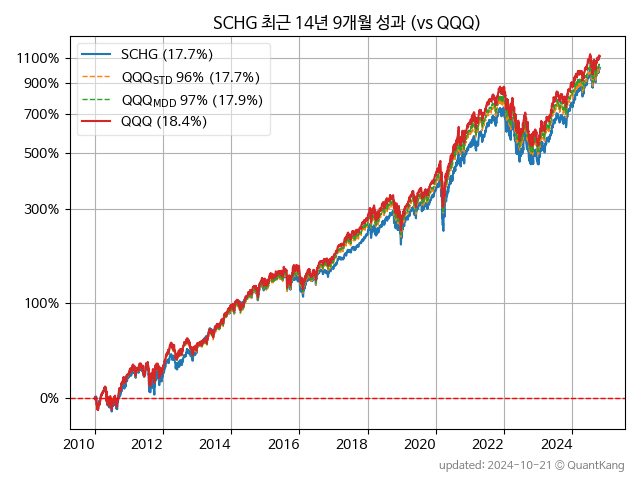 SCHG 최근 14년 9개월 성과 (vs QQQ)
SCHG (17.7%)
QQQSTD 96% (17.7%)
QQQMDD 97% (17.9%)
QQQ (18.4%)
1100%
900%
700%
500%
300%
100%
0%
2010 2012 2014 2016 2018 2020 2022 2024
updated: 2024-10-21 © QuantKang